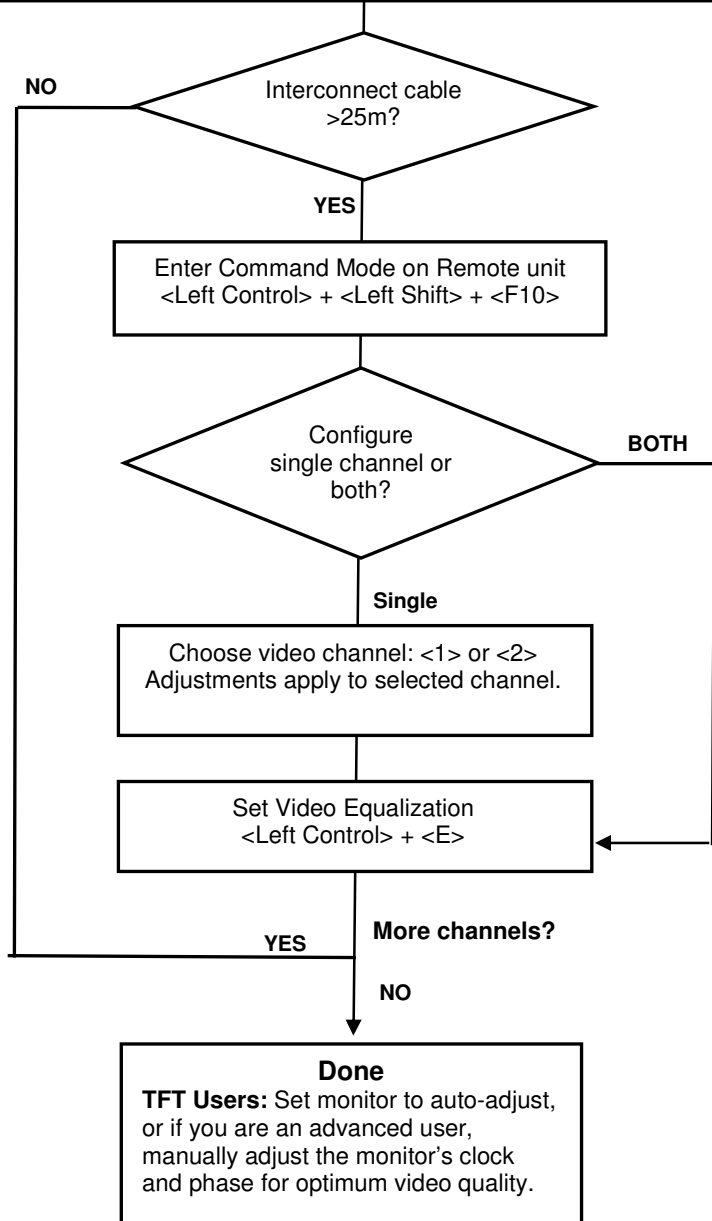 Interconnect cable
>25m?
NO
YES
Enter Command Mode on Remote unit
<Left Control> + <Left Shift> + <F10>
Configure
single channel or
both?
BOTH
Single
Choose video channel: <1> or <2>
Adjustments apply to selected channel.
Set Video Equalization
<Left Control> + <E>
More channels?
YES
NO
Done
TFT Users: Set monitor to auto-adjust,
or if you are an advanced user,
manually adjust the monitor's clock
and phase for optimum video quality.